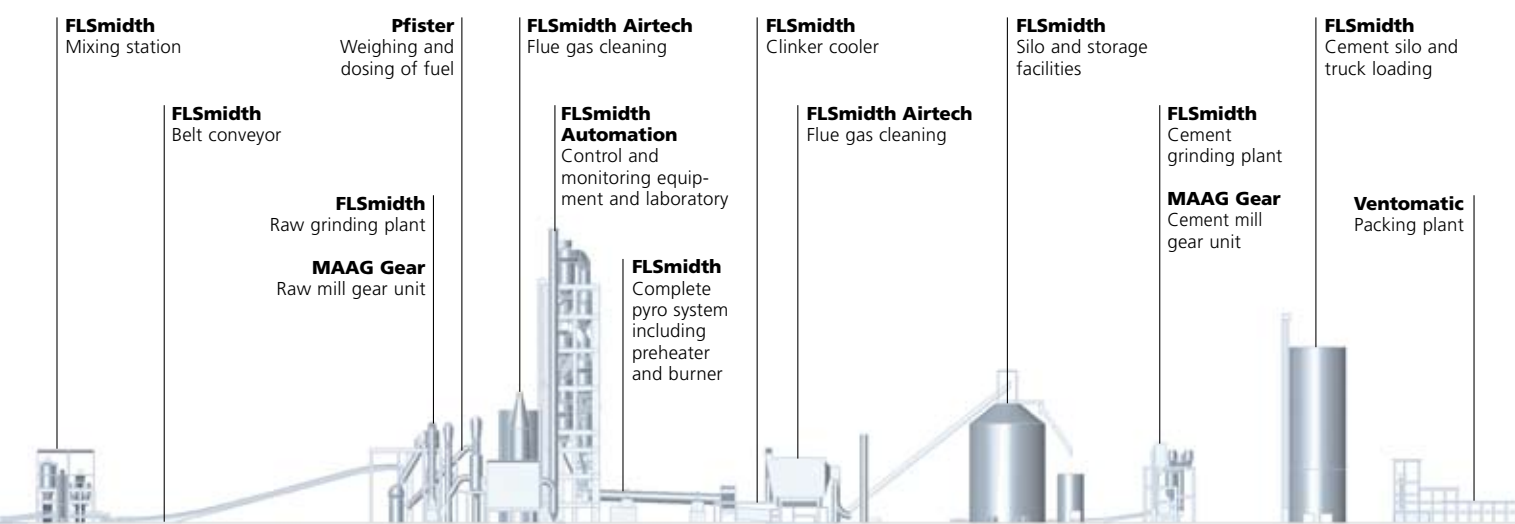 FLSmidth
Mixing station
FLSmidth
Belt conveyor
Pfister
Weighing and
dosing of fuel
FLSmidth
Raw grinding plant
MAAG Gear
Raw mill gear unit
FLSmidth Airtech
Flue gas cleaning
FLSmidth
Automation
Control and
monitoring equip-
ment and laboratory
FLSmidth
Complete
pyro system
including
preheater
and burner
FLSmidth
Clinker cooler
FLSmidth Airtech
Flue gas cleaning
FLSmidth
Silo and storage
facilities
FLSmidth
Cement
grinding plant
MAAG Gear
Cement mill
gear unit
FLSmidth
Cement silo and
truck loading
Ventomatic
Packing plant